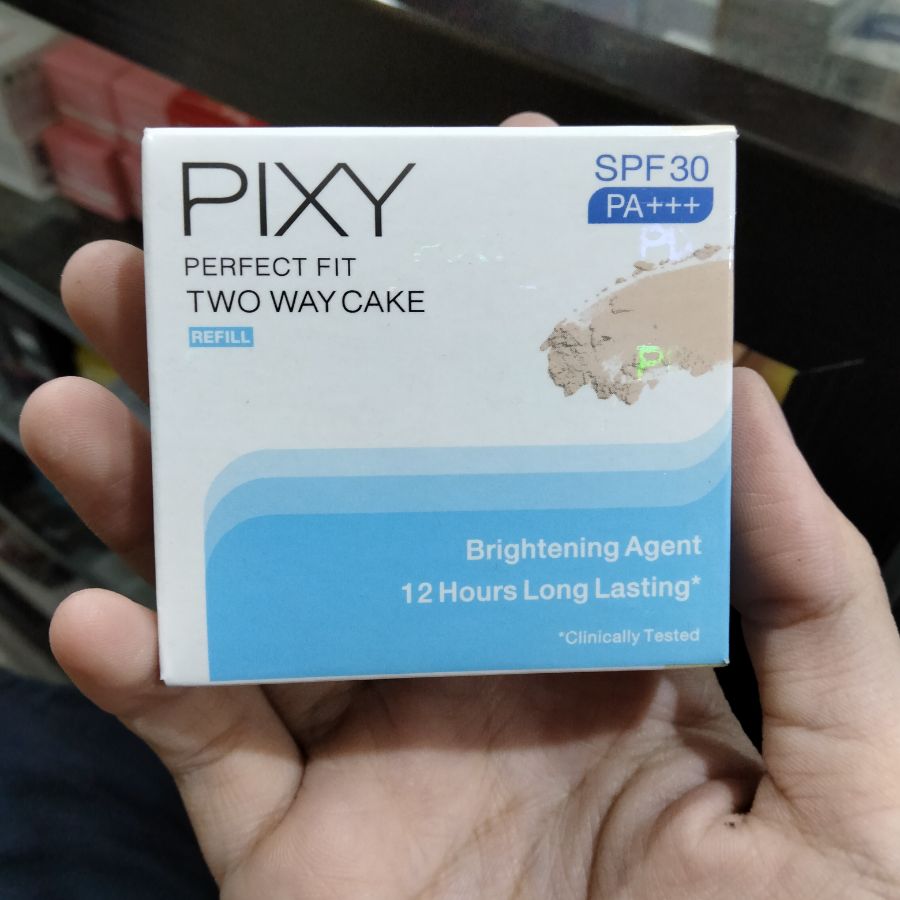 PIXY
PERFECT FIT
TWO WAY CAKE
REFILL
SPF 30
PA+++
Brightening Agent
12 Hours Long Lasting*
*Clinically Tested